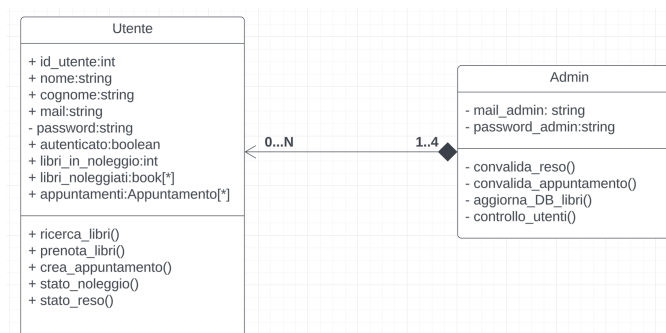 Utente
+ id_utente:int
+ nome:string
+ cognome:string
+ mail:string
- password:string
+ autenticato:boolean
+ libri_in_noleggio:int
+ libri_noleggiati:book[*]
+ appuntamenti:Appuntamento[*]
+ ricerca_libri()
+ prenota_libri()
+ crea_appuntamento()
+ stato_noleggio()
+ stato_reso()
0...N
1..4
Admin
- mail_admin: string
- password_admin:string
- convalida_reso()
- convalida_appuntamento()
- aggiorna_DB_libri()
- controllo_utenti()